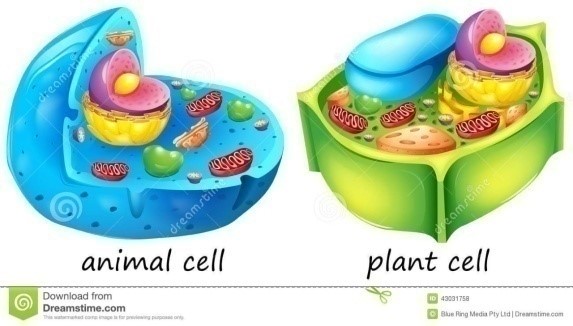 animal cell
plant cell
Download from
Dreamstime.com
This watermarked comp image is for previewing purposes only.
43031758
Blue Ring Media Pty Ltd | Dreamstime.com